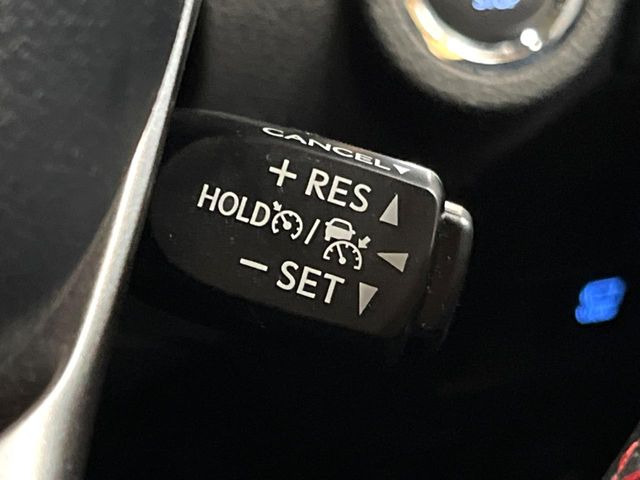 CANCEL
+ RES
HOLD /
− SET